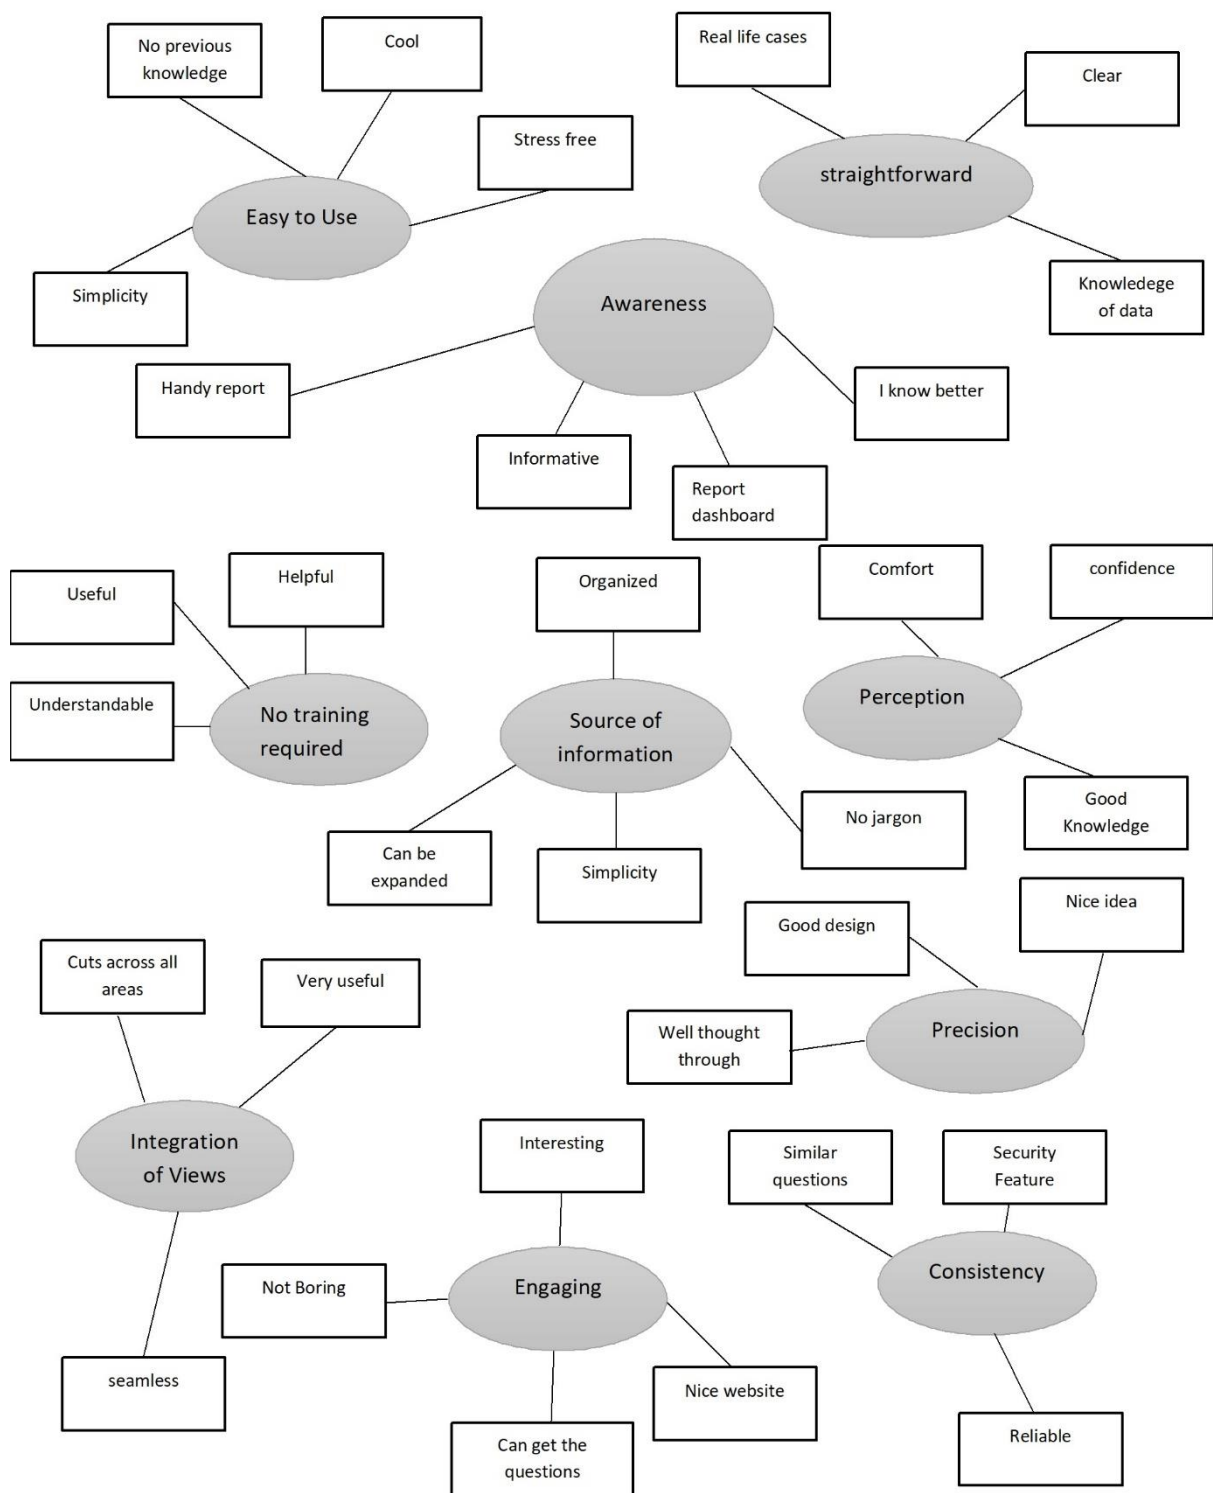 No previous
knowledge
Cool
Real life cases
Clear
Stress free
Easy to Use
straightforward
Simplicity
Awareness
Knowledege
of data
Handy report
I know better
Informative
Report
dashboard
Useful
Helpful
Organized
Comfort
confidence
Understandable
No training
required
Source of
information
Perception
Can be
expanded
Simplicity
No jargon
Good
Knowledge
Good design
Nice idea
Cuts across all
areas
Very useful
Well thought
through
Precision
Integration
of Views
Interesting
Similar
questions
Security
Feature
Not Boring
Engaging
Consistency
seamless
Nice website
Can get the
questions
Reliable